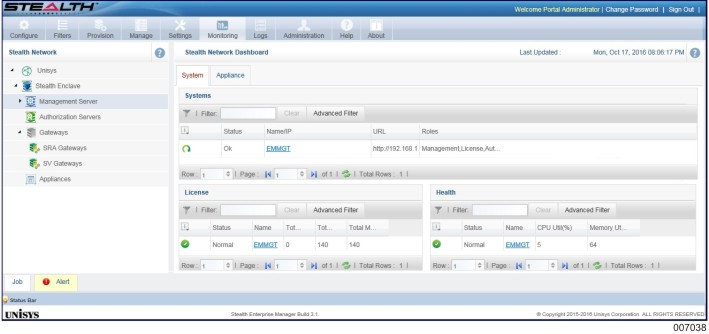 STEALTH
Welcome Portal Administrator | Change Password | Sign Out |
Configure Filters Provision Manage Settings Monitoring Logs Administration Help About
Stealth Network
Unisys
Stealth Enclave
Management Server
Authorization Servers
Gateways
SRA Gateways
SV Gateways
Appliances
Stealth Network Dashboard Last Updated : Mon, Oct 17, 2016 08:06:17 PM
System Appliance
Systems
Filter: Clear Advanced Filter
Status Name/IP URL Roles
Ok EMMGT http://192.168.1 Management,License,Aut...
Row : 1 | Page : 1 of 1 | Total Rows : 1 |
License
Filter: Clear Advanced Filter
Status Name Tot... Tot... Total M...
Normal EMMGT 0 140 140
Row : 1 | Page : 1 of 1 | Total Rows : 1 |
Health
Filter: Clear Advanced Filter
Status Name CPU Util(%) Memory Ut...
Normal EMMGT 5 64
Row : 1 | Page : 1 of 1 | Total Rows : 1 |
Job Alert
Status Bar
UNISYS Stealth Enterprise Manager Build 3.1. © Copyright 2015-2016 Unisys Corporation. ALL RIGHTS RESERVED
007038